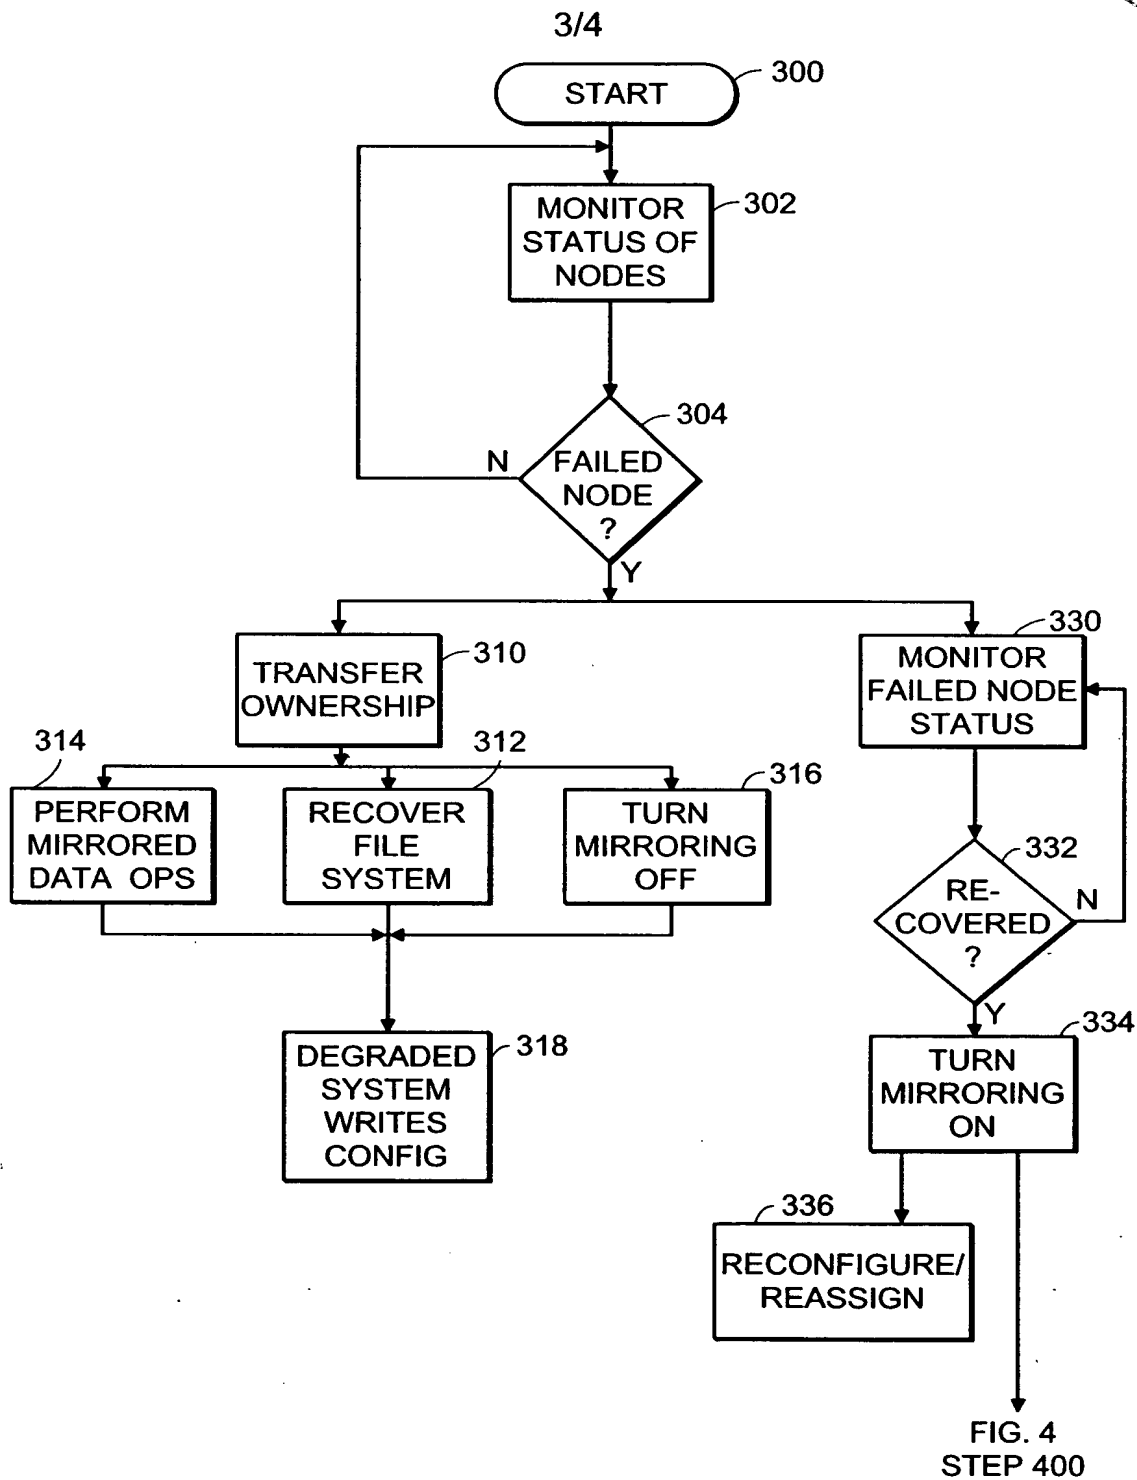 3/4
START
300
MONITOR
STATUS OF
NODES
302
FAILED
NODE
?
304
N
Y
TRANSFER
OWNERSHIP
310
MONITOR
FAILED NODE
STATUS
330
314
PERFORM
MIRRORED
DATA OPS
312
RECOVER
FILE
SYSTEM
316
TURN
MIRRORING
OFF
332
RE-
COVERED
?
N
Y
DEGRADED
SYSTEM
WRITES
CONFIG
318
334
TURN
MIRRORING
ON
336
RECONFIGURE/
REASSIGN
FIG. 4
STEP 400